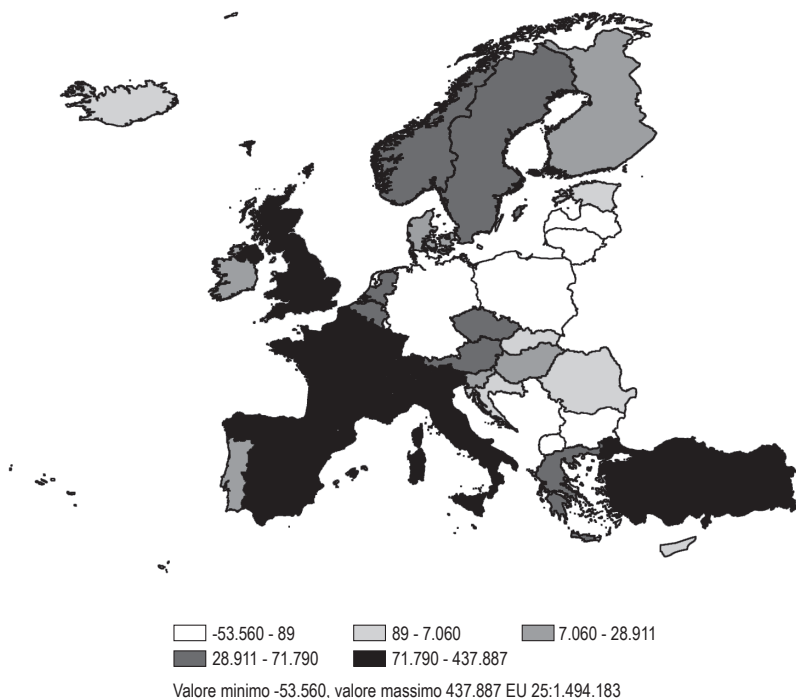 -53.560 - 89 89 - 7.060 7.060 - 28.911
28.911 - 71.790 71.790 - 437.887
Valore minimo -53.560, valore massimo 437.887 EU 25:1.494.183